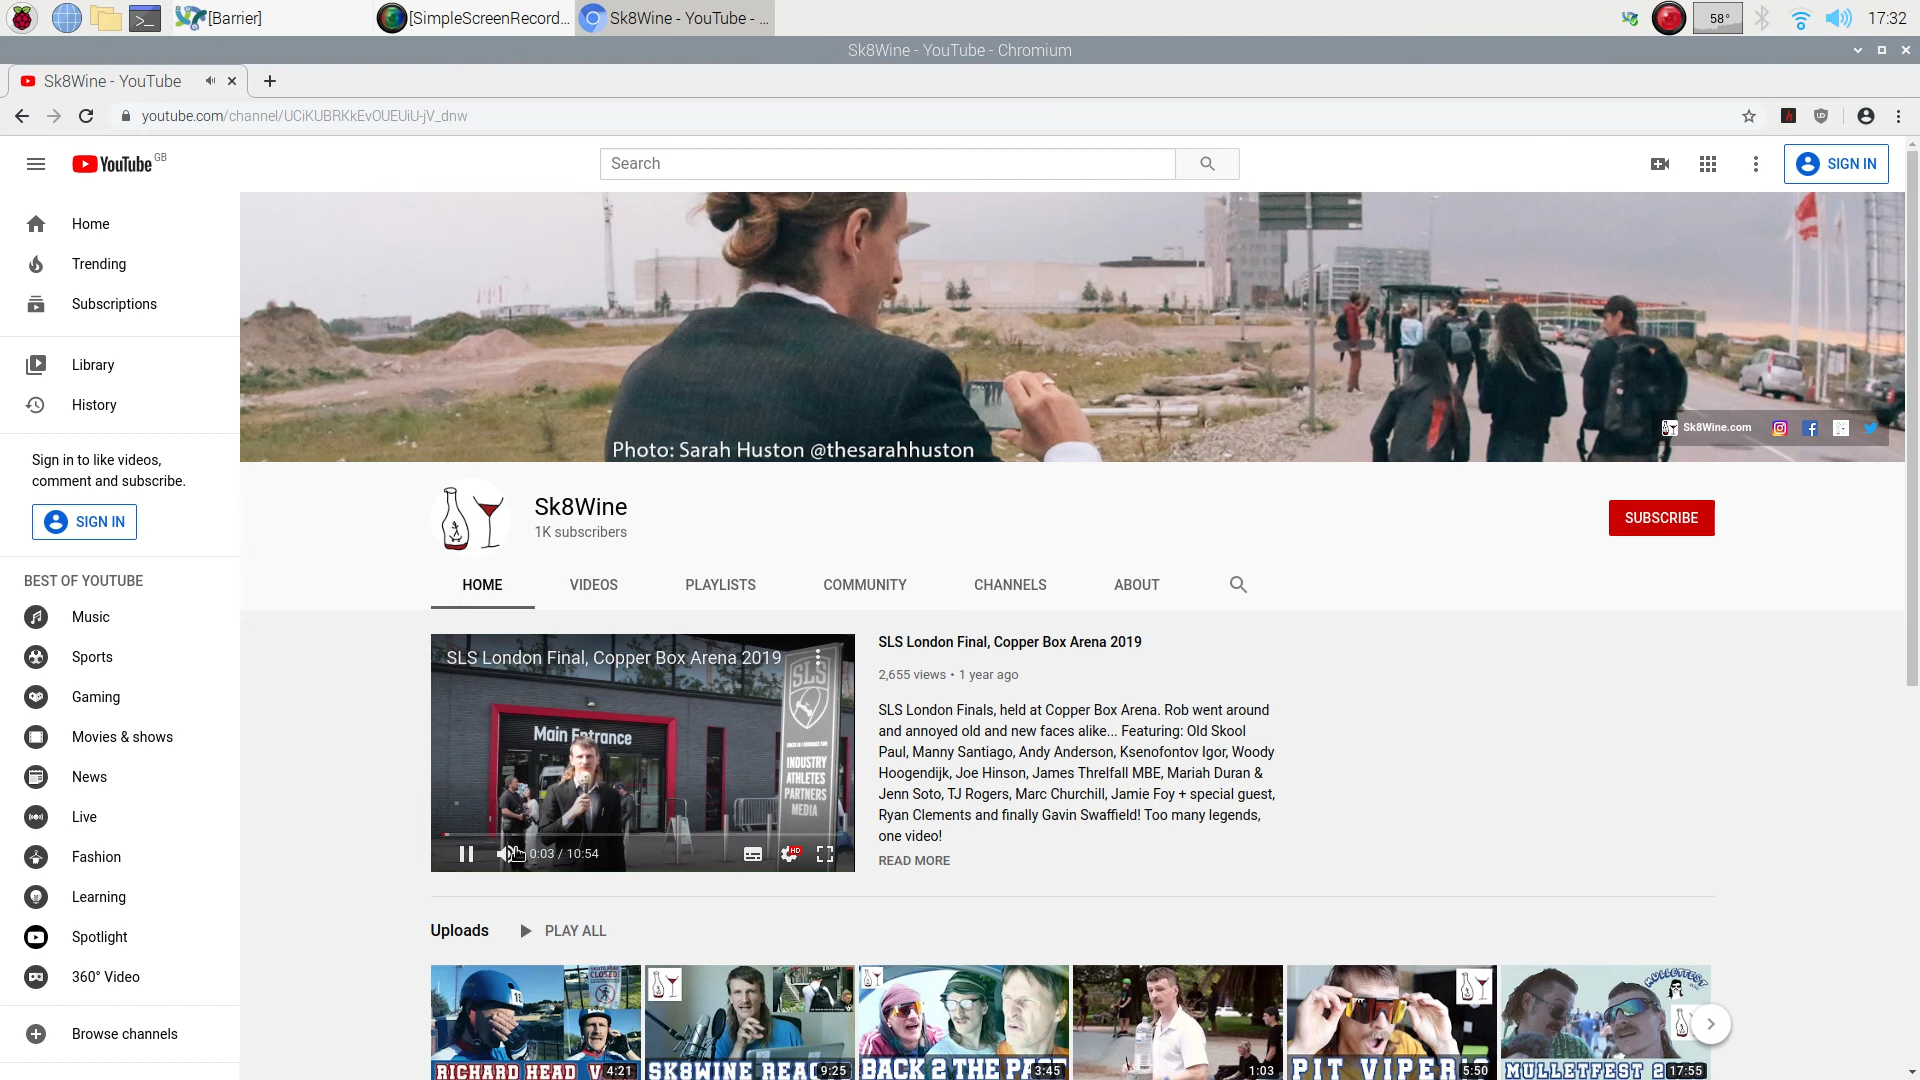 [Barrier]
[SimpleScreenRecord...
Sk8Wine - YouTube - ...
58°
17:32
Sk8Wine - YouTube - Chromium
Sk8Wine - YouTube
youtube.com/channel/UCiKUBRKkEvOUEUiU-jV_dnw
YouTube GB
Search
SIGN IN
Home
Trending
Subscriptions
Library
History
Sign in to like videos,
comment and subscribe.
SIGN IN
BEST OF YOUTUBE
Music
Sports
Gaming
Movies & shows
News
Live
Fashion
Learning
Spotlight
360° Video
Browse channels
Photo: Sarah Huston @thesarahhuston
Sk8Wine.com
Sk8Wine
1K subscribers
SUBSCRIBE
HOME
VIDEOS
PLAYLISTS
COMMUNITY
CHANNELS
ABOUT
SLS London Final, Copper Box Arena 2019
SLS
Main Entrance
INDUSTRY
ATHLETES
PARTNERS
MEDIA
0:03 / 10:54
HD
SLS London Final, Copper Box Arena 2019
2,655 views • 1 year ago
SLS London Finals, held at Copper Box Arena. Rob went around
and annoyed old and new faces alike... Featuring: Old Skool
Paul, Manny Santiago, Andy Anderson, Ksenofontov Igor, Woody
Hoogendijk, Joe Hinson, James Threlfall MBE, Mariah Duran &
Jenn Soto, TJ Rogers, Marc Churchill, Jamie Foy + special guest,
Ryan Clements and finally Gavin Swaffield! Too many legends,
one video!
READ MORE
Uploads
PLAY ALL
CLOSED!
RICHARD HEAD V
4:21
SK8WINE REAC
9:25
BACK 2 THE PA
3:45
1:03
PIT VIPER
5:50
MULLETFEST
MULLETFEST 2
17:55